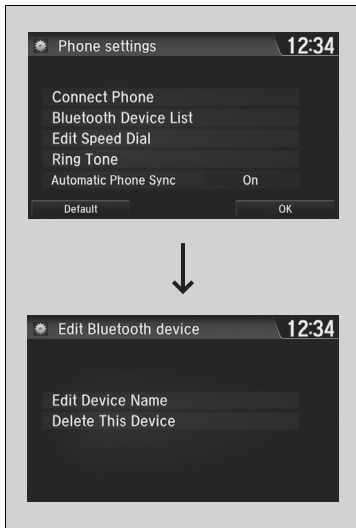 Phone settings 12:34
Connect Phone
Bluetooth Device List
Edit Speed Dial
Ring Tone
Automatic Phone Sync On
Default OK
Edit Bluetooth device 12:34
Edit Device Name
Delete This Device